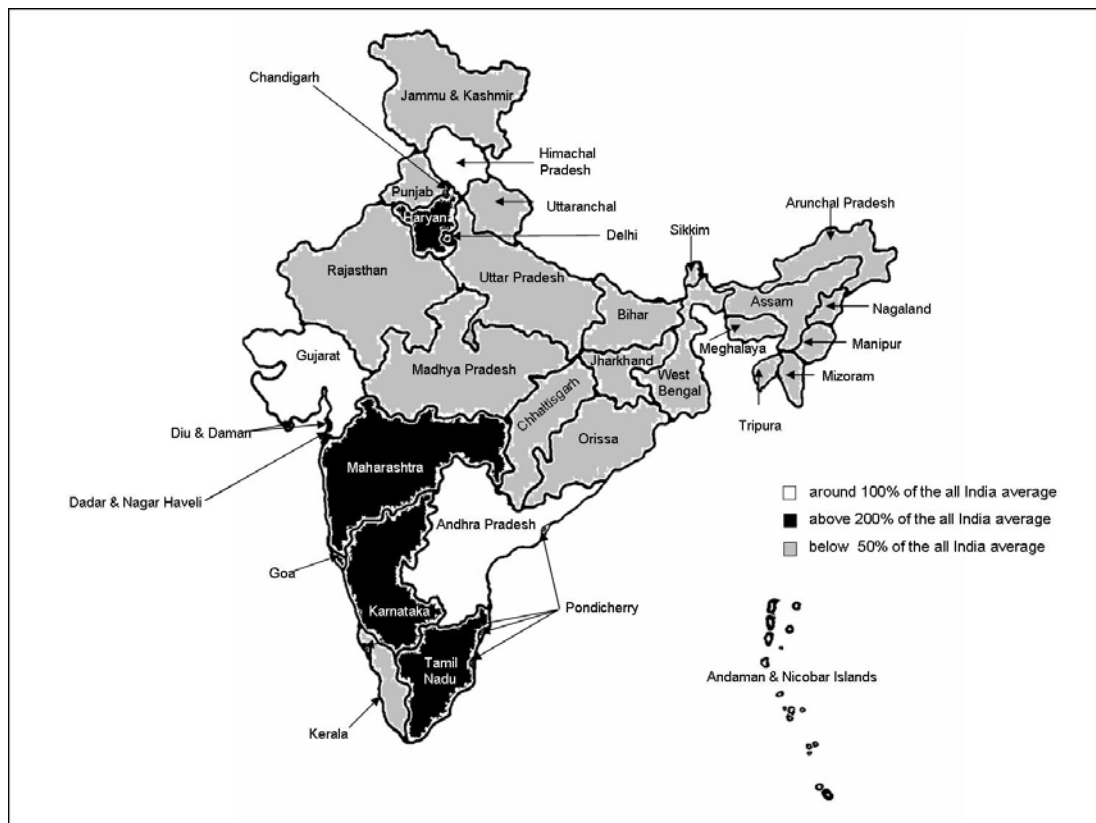 Chandigarh
Jammu & Kashmir
Himachal
Pradesh
Punjab
Uttaranchal
Haryana
Delhi
Arunchal Pradesh
Sikkim
Rajasthan
Uttar Pradesh
Assam
Nagaland
Bihar
Gujarat
Meghalaya
Manipur
Jharkhand
Madhya Pradesh
West
Bengal
Mizoram
Chhattisgarh
Tripura
Diu & Daman
Orissa
Maharashtra
Dadar & Nagar Haveli
around 100% of the all India average
Andhra Pradesh
above 200% of the all India average
below 50% of the all India average
Goa
Karnataka
Pondicherry
Tamil
Nadu
Andaman & Nicobar Islands
Kerala